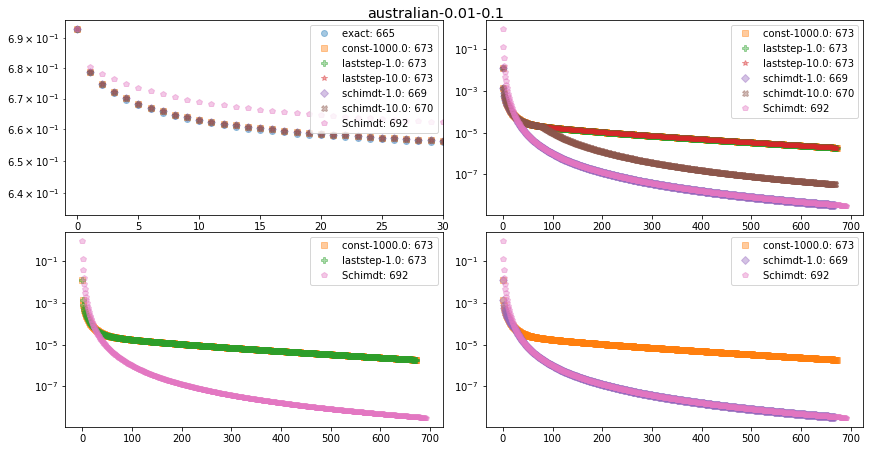 australian-0.01-0.1
6.9 × 10⁻¹
6.8 × 10⁻¹
6.7 × 10⁻¹
6.6 × 10⁻¹
6.5 × 10⁻¹
6.4 × 10⁻¹
0 5 10 15 20 25 30
exact: 665
const-1000.0: 673
laststep-1.0: 673
laststep-10.0: 673
schimdt-1.0: 669
schimdt-10.0: 670
Schimdt: 692
10⁻¹
10⁻³
10⁻⁵
10⁻⁷
0 100 200 300 400 500 600 700
const-1000.0: 673
laststep-1.0: 673
laststep-10.0: 673
schimdt-1.0: 669
schimdt-10.0: 670
Schimdt: 692
10⁻¹
10⁻³
10⁻⁵
10⁻⁷
0 100 200 300 400 500 600 700
const-1000.0: 673
laststep-1.0: 673
Schimdt: 692
10⁻¹
10⁻³
10⁻⁵
10⁻⁷
0 100 200 300 400 500 600 700
const-1000.0: 673
schimdt-1.0: 669
Schimdt: 692